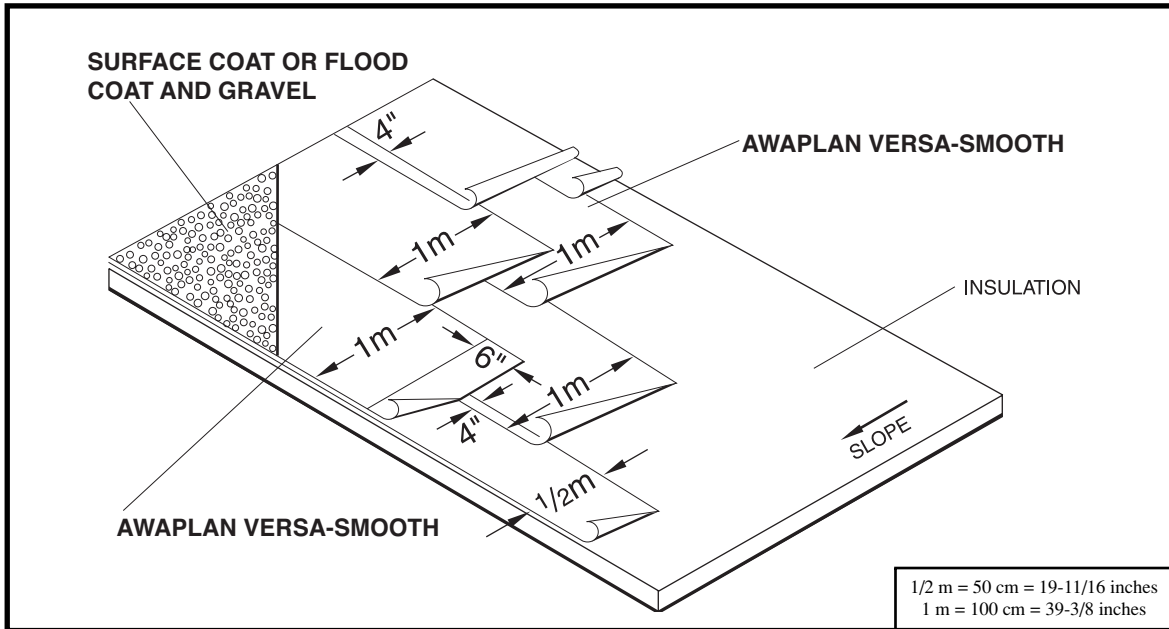 SURFACE COAT OR FLOOD
COAT AND GRAVEL
4"
AWAPLAN VERSA-SMOOTH
1m
1m
INSULATION
1m
6"
1m
4"
SLOPE
1/2m
AWAPLAN VERSA-SMOOTH
1/2 m = 50 cm = 19-11/16 inches
1 m = 100 cm = 39-3/8 inches